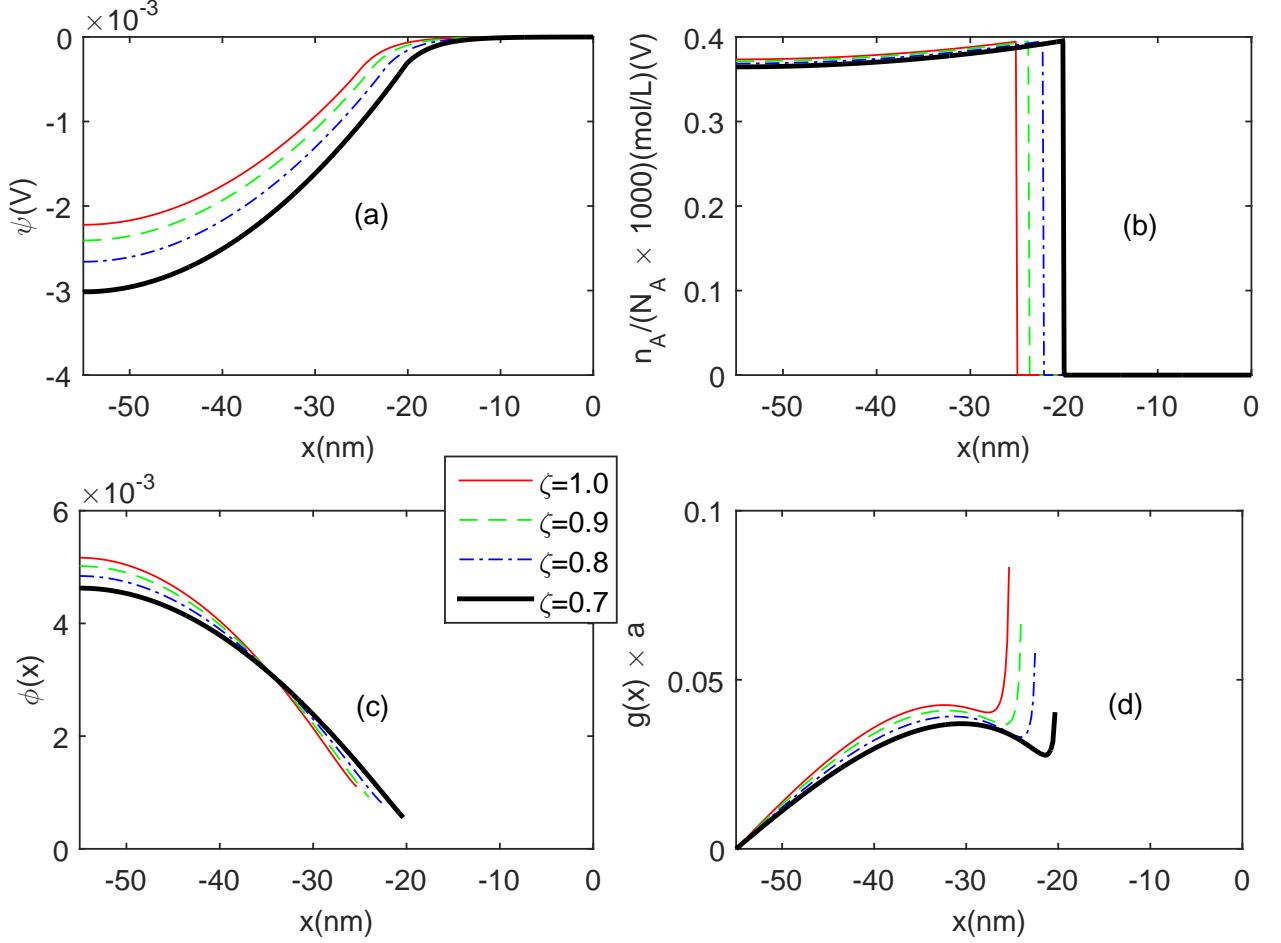 ×10⁻³
0
-1
-2
-3
-4
ψ(V)
-50 -40 -30 -20 -10 0
x(nm)
(a)
0.4
0.3
0.2
0.1
0
n_A/(N_A × 1000)(mol/L)(V)
-50 -40 -30 -20 -10 0
x(nm)
(b)
×10⁻³
6
4
2
0
ϕ(x)
-50 -40 -30 -20 -10 0
x(nm)
(c)
ζ=1.0
ζ=0.9
ζ=0.8
ζ=0.7
0.1
0.05
0
g(x) × a
-50 -40 -30 -20 -10 0
x(nm)
(d)